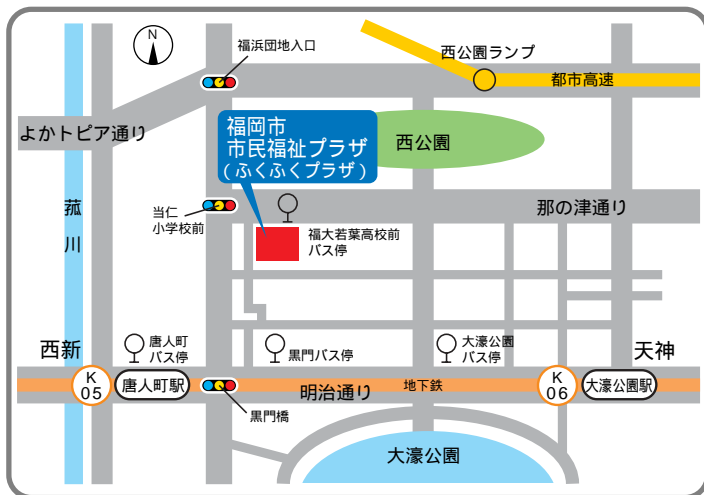 N
福浜団地入口
西公園ランプ
都市高速
よかトピア通り
福岡市
市民福祉プラザ
(ふくふくプラザ)
西公園
菰川
当仁
小学校前
那の津通り
福大若葉高校前
バス停
西新
唐人町
バス停
黒門バス停
大濠公園
バス停
天神
K
05
唐人町駅
明治通り
地下鉄
K
06
大濠公園駅
黒門橋
大濠公園